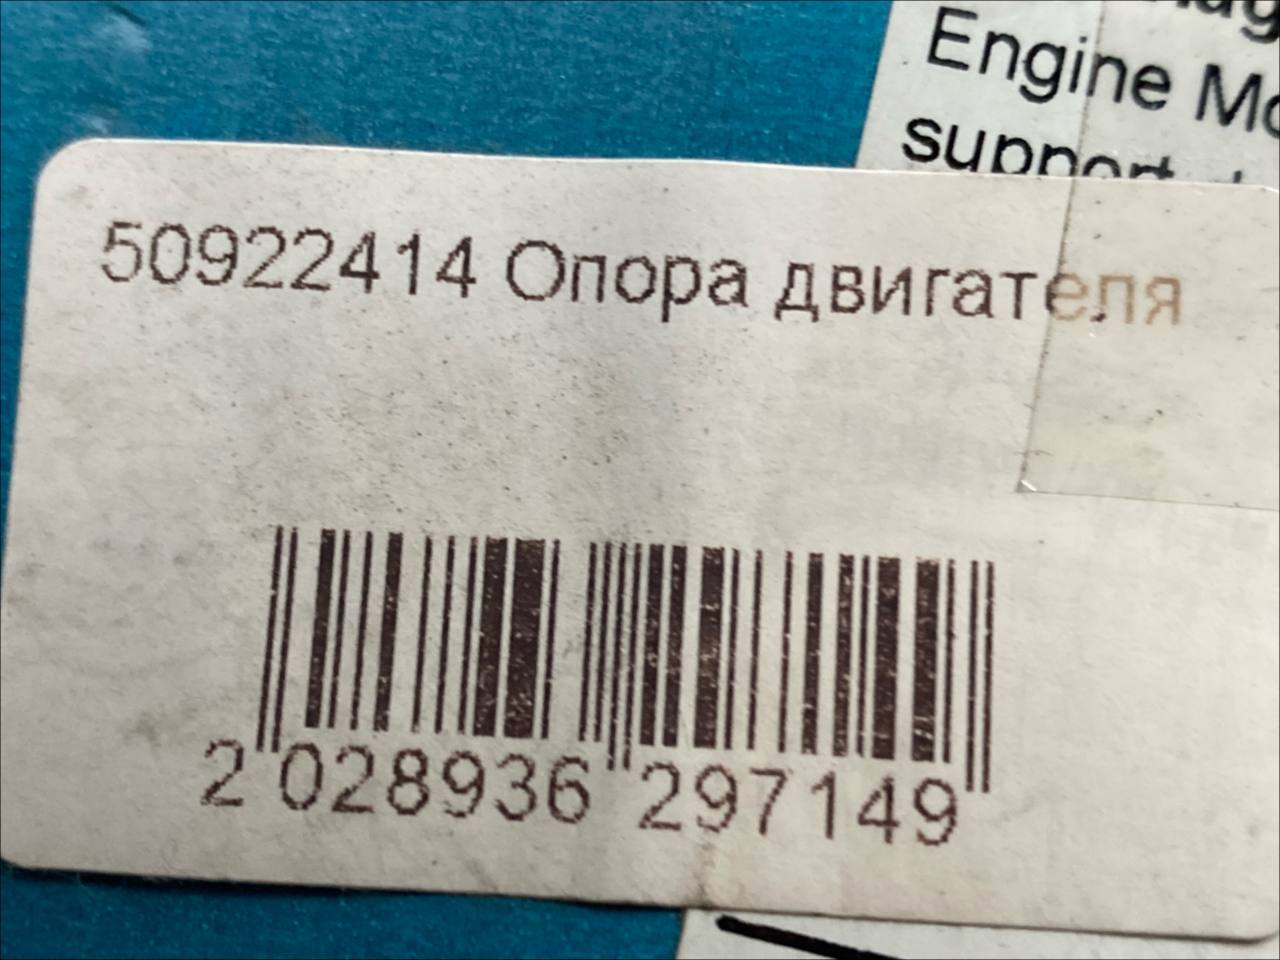 Engine
support
50922414 Опора двигателя
2 028936 297149